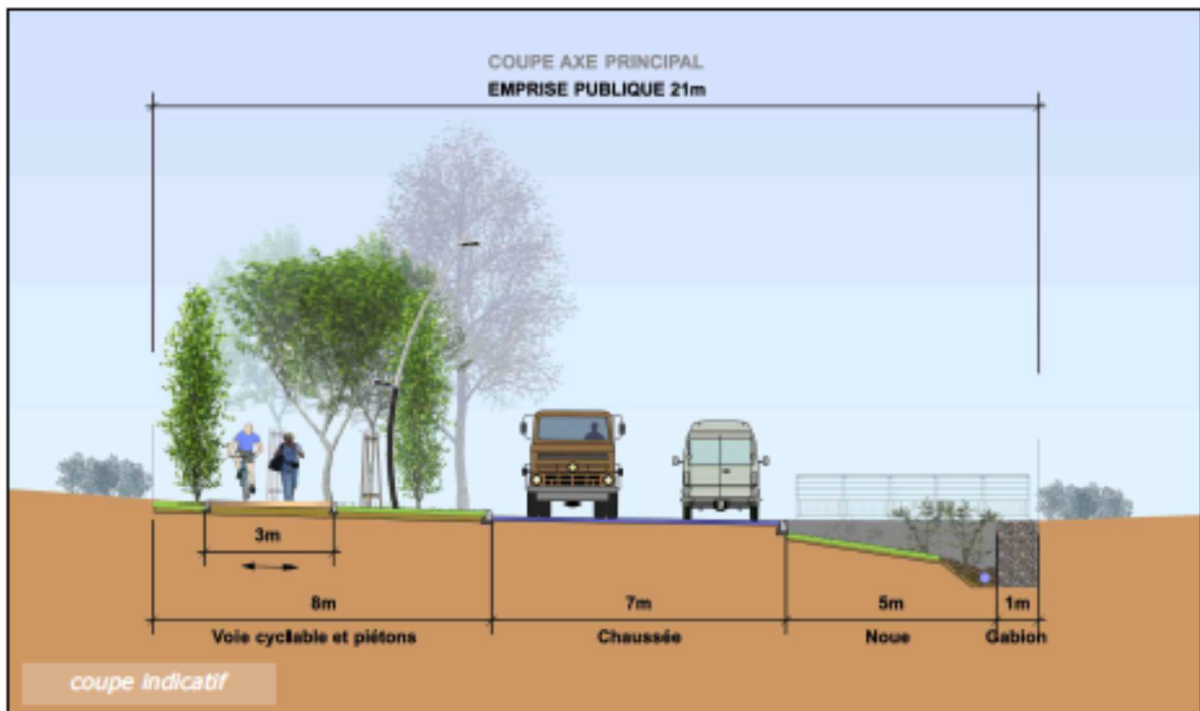 COUPE AXE PRINCIPAL
EMPRISE PUBLIQUE 21m
3m
8m
7m
5m
1m
Voie cyclable et piétons
Chaussée
Noue
Gabion
coupe indicatif